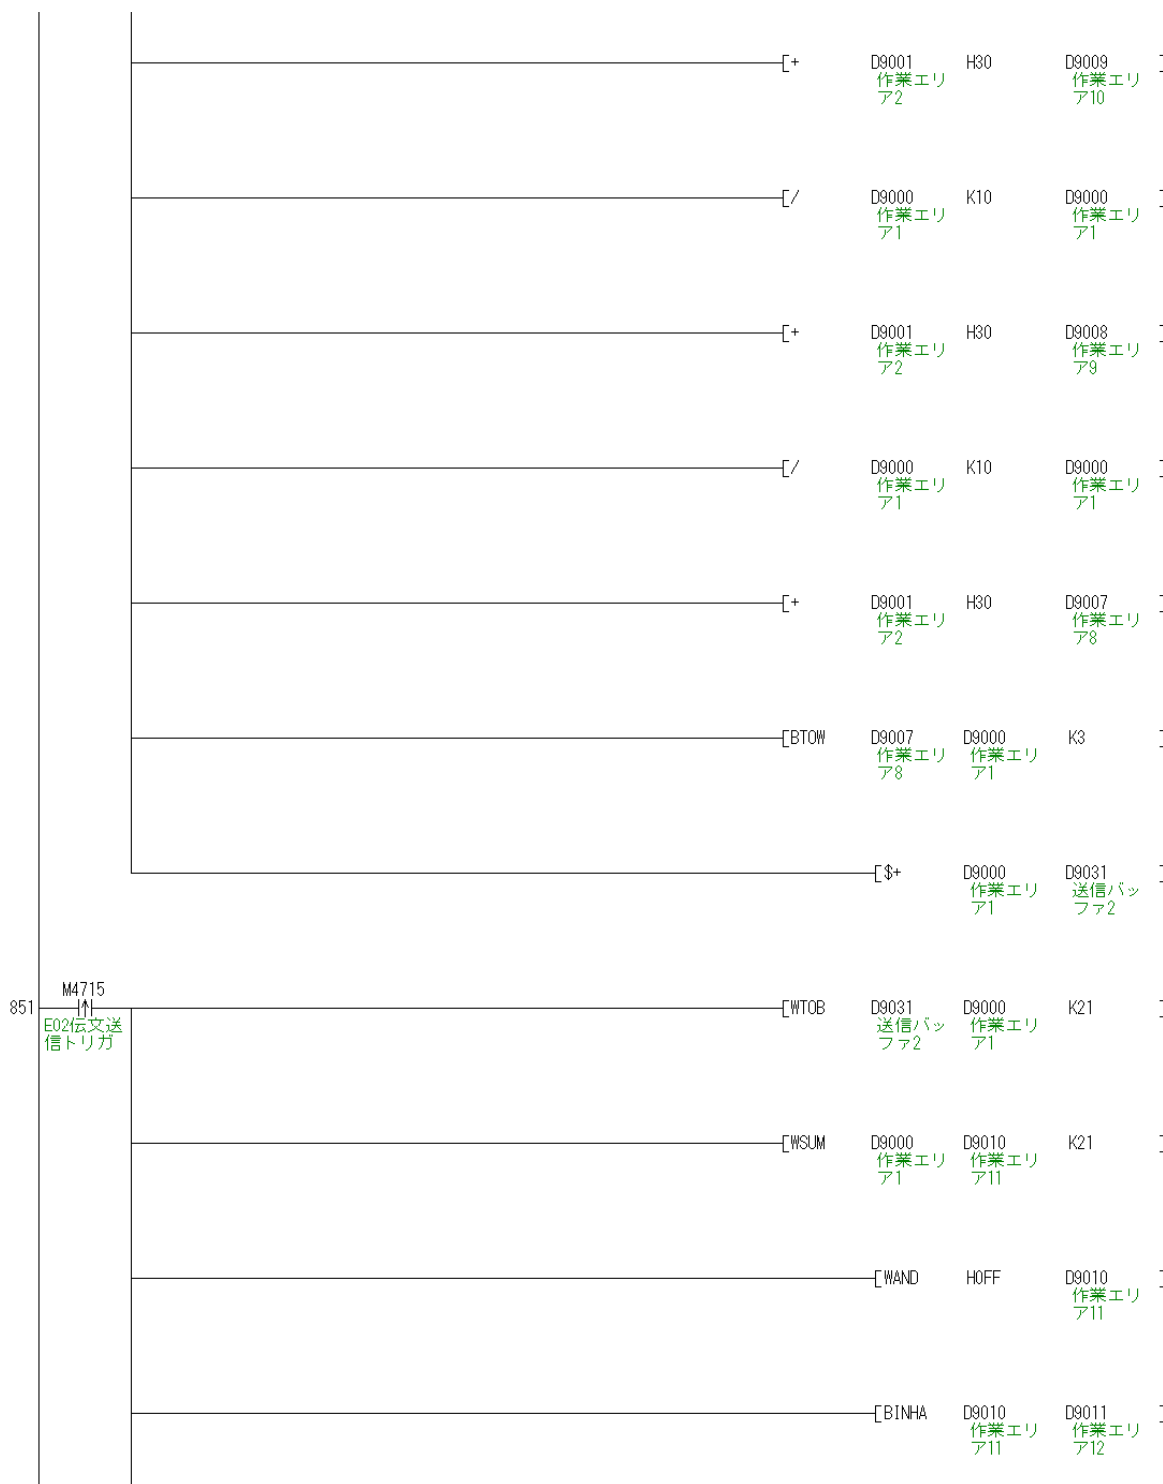 [+ D9001 H30 D9009 ]
作業エリ 作業エリ
ア2 ア10
[/ D9000 K10 D9000 ]
作業エリ 作業エリ
ア1 ア1
[+ D9001 H30 D9008 ]
作業エリ 作業エリ
ア2 ア9
[/ D9000 K10 D9000 ]
作業エリ 作業エリ
ア1 ア1
[+ D9001 H30 D9007 ]
作業エリ 作業エリ
ア2 ア8
[BTOW D9007 D9000 K3 ]
作業エリ 作業エリ
ア8 ア1
[$+ D9000 D9031 ]
作業エリ 送信バッ
ア1 ファ2
M4715
851 [WTOB D9031 D9000 K21 ]
E02伝文送 送信バッ 作業エリ
信トリガ ファ2 ア1
[WSUM D9000 D9010 K21 ]
作業エリ 作業エリ
ア1 ア11
[WAND H0FF D9010 ]
作業エリ
ア11
[BINHA D9010 D9011 ]
作業エリ 作業エリ
ア11 ア12